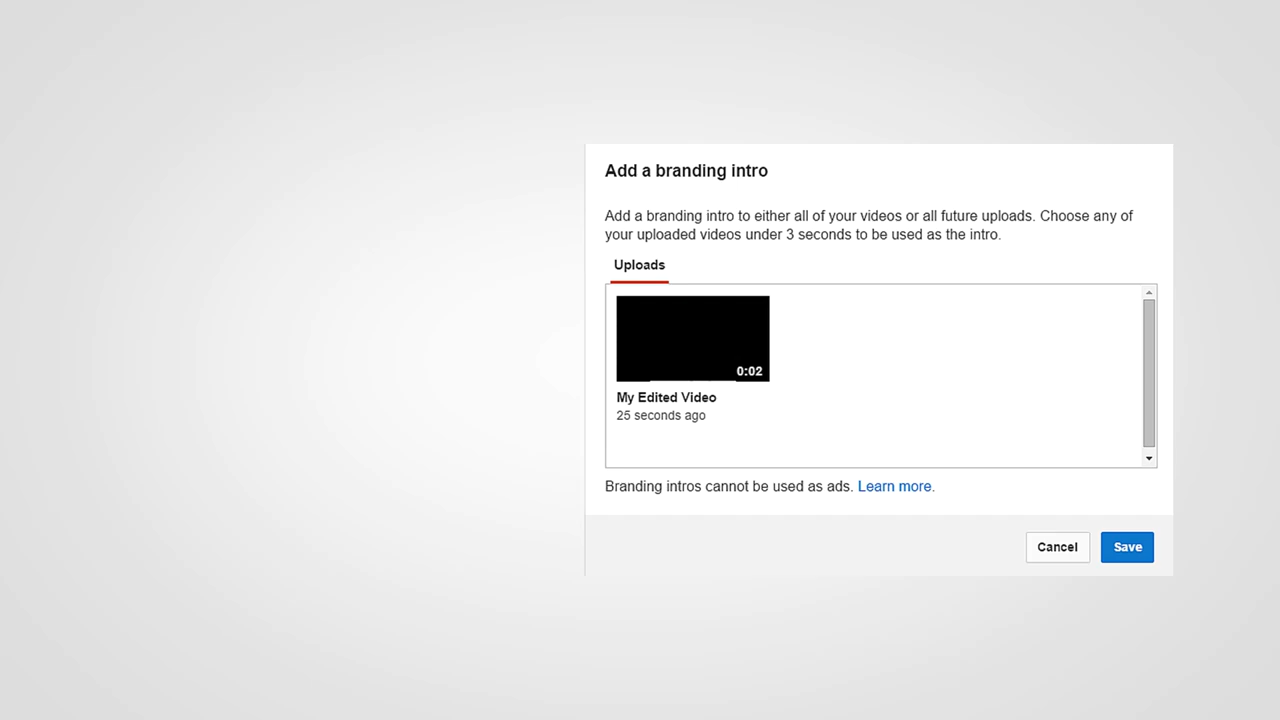 Add a branding intro
Add a branding intro to either all of your videos or all future uploads. Choose any of
your uploaded videos under 3 seconds to be used as the intro.
Uploads
0:02
My Edited Video
25 seconds ago
Branding intros cannot be used as ads. Learn more.
Cancel Save